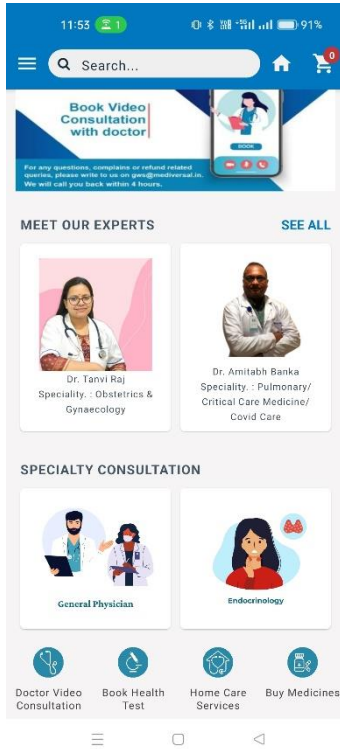 11:53 1 91%
Search... 0
Book Video
Consultation
with doctor
BOOK
For any questions, complains or refund related
queries, please write to us on gws@mediversal.in.
We will call you back within 4 hours.
MEET OUR EXPERTS SEE ALL
Dr. Tanvi Raj
Speciality. : Obstetrics &
Gynaecology
Dr. Amitabh Banka
Speciality. : Pulmonary/
Critical Care Medicine/
Covid Care
SPECIALTY CONSULTATION
General Physician
Endocrinology
Doctor Video
Consultation
Book Health
Test
Home Care
Services
Buy Medicines